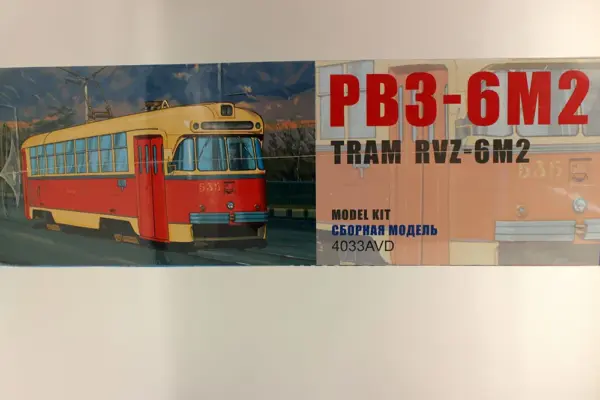 РВЗ-6М2
TRAM RVZ-6M2
MODEL KIT
СБОРНАЯ МОДЕЛЬ
4033AVD